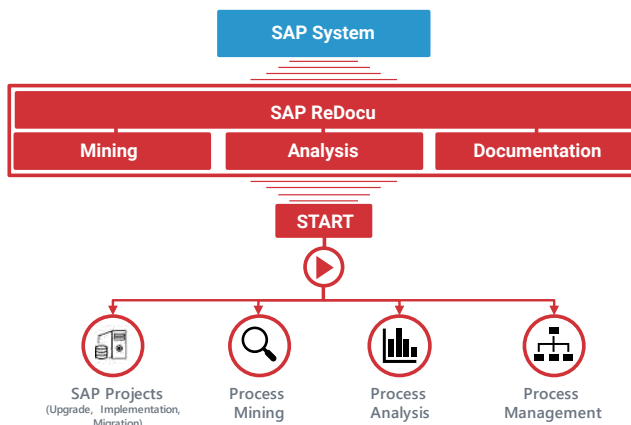 SAP System
SAP ReDocu
Mining
Analysis
Documentation
START
SAP Projects
(Upgrade, Implementation,
Migration)
Process
Mining
Process
Analysis
Process
Management